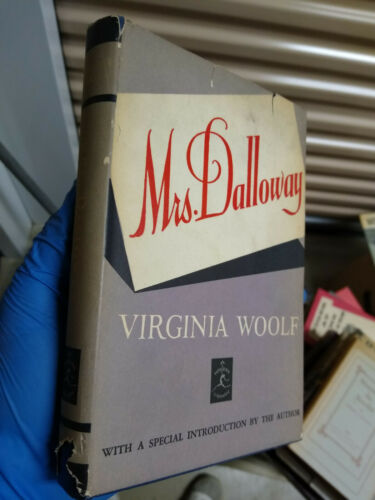 Mrs. Dalloway
VIRGINIA WOOLF
WITH A SPECIAL INTRODUCTION BY THE AUTHOR